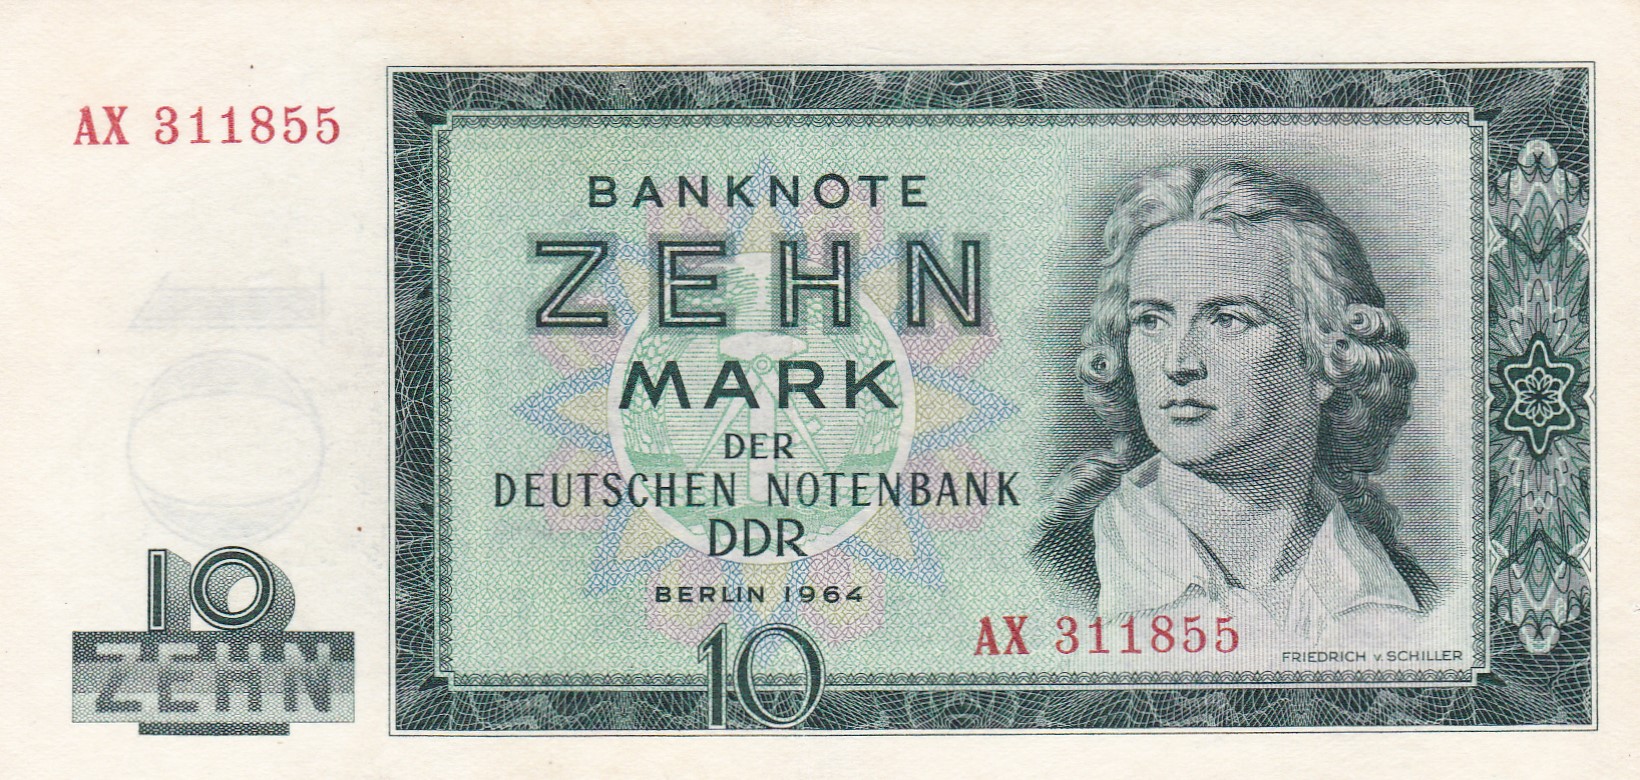 AX 311855
BANKNOTE
ZEHN
MARK
DER
DEUTSCHEN NOTENBANK
DDR
BERLIN 1964
10
AX 311855
FRIEDRICH v. SCHILLER
10
ZEHN